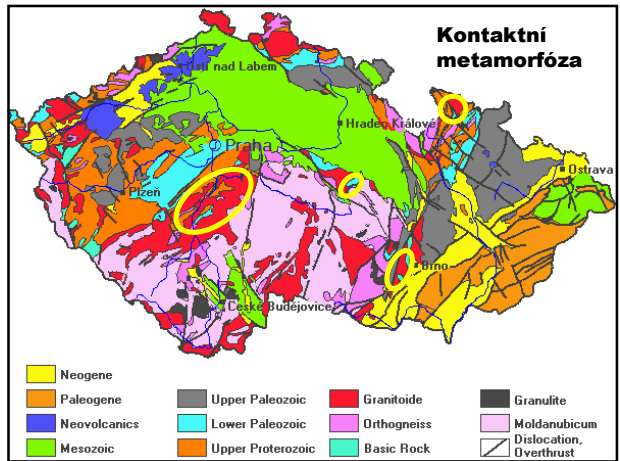 Kontaktní
metamorfóza
Ustí nad Labem
Hradec Králové
Praha
Ostrava
Plzeň
Brno
České Budějovice
Neogene
Paleogene
Neovolcanics
Mesozoic
Upper Paleozoic
Lower Paleozoic
Upper Proterozoic
Granitoide
Orthogneiss
Basic Rock
Granulite
Moldanubicum
Dislocation,
Overthrust